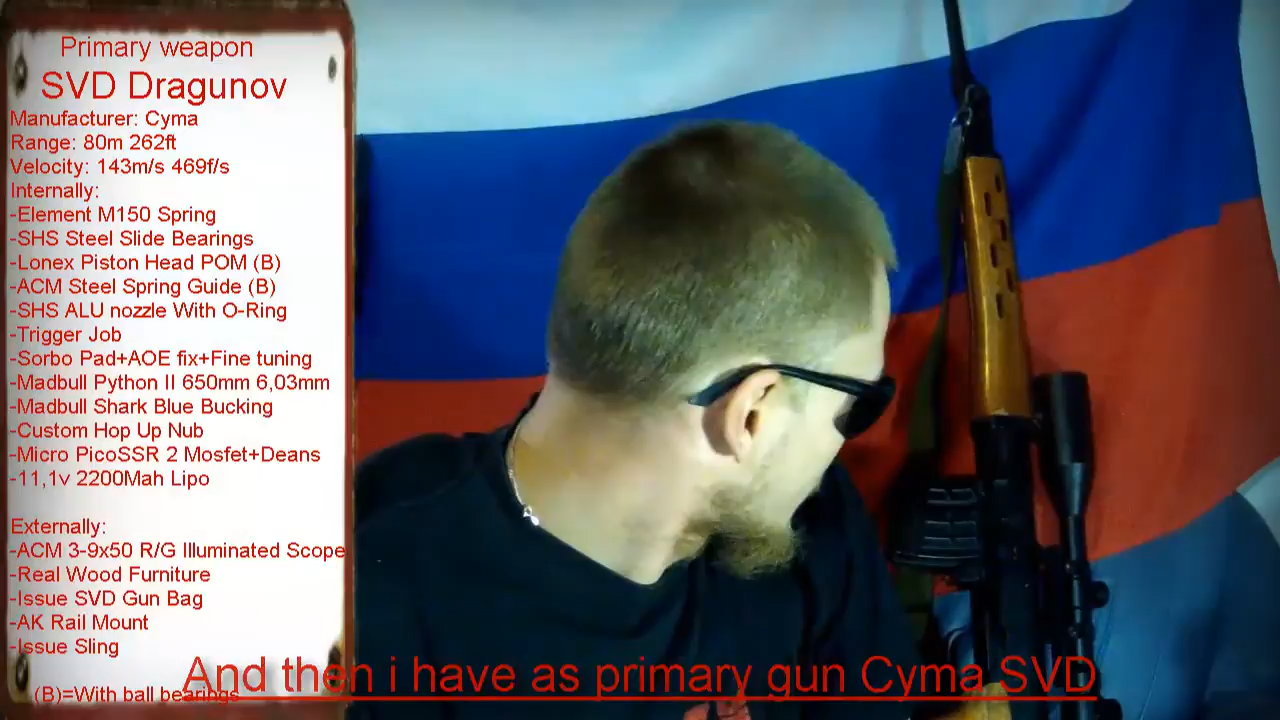 Primary weapon
SVD Dragunov
Manufacturer: Cyma
Range: 80m 262ft
Velocity: 143m/s 469f/s
Internally:
-Element M150 Spring
-SHS Steel Slide Bearings
-Lonex Piston Head POM (B)
-ACM Steel Spring Guide (B)
-SHS ALU nozzle With O-Ring
-Trigger Job
-Sorbo Pad+AOE fix+Fine tuning
-Madbull Python II 650mm 6,03mm
-Madbull Shark Blue Bucking
-Custom Hop Up Nub
-Micro PicoSSR 2 Mosfet+Deans
-11,1v 2200Mah Lipo
Externally:
-ACM 3-9x50 R/G Illuminated Scope
-Real Wood Furniture
-Issue SVD Gun Bag
-AK Rail Mount
-Issue Sling
(B)=With ball bearings
And then i have as primary gun Cyma SVD